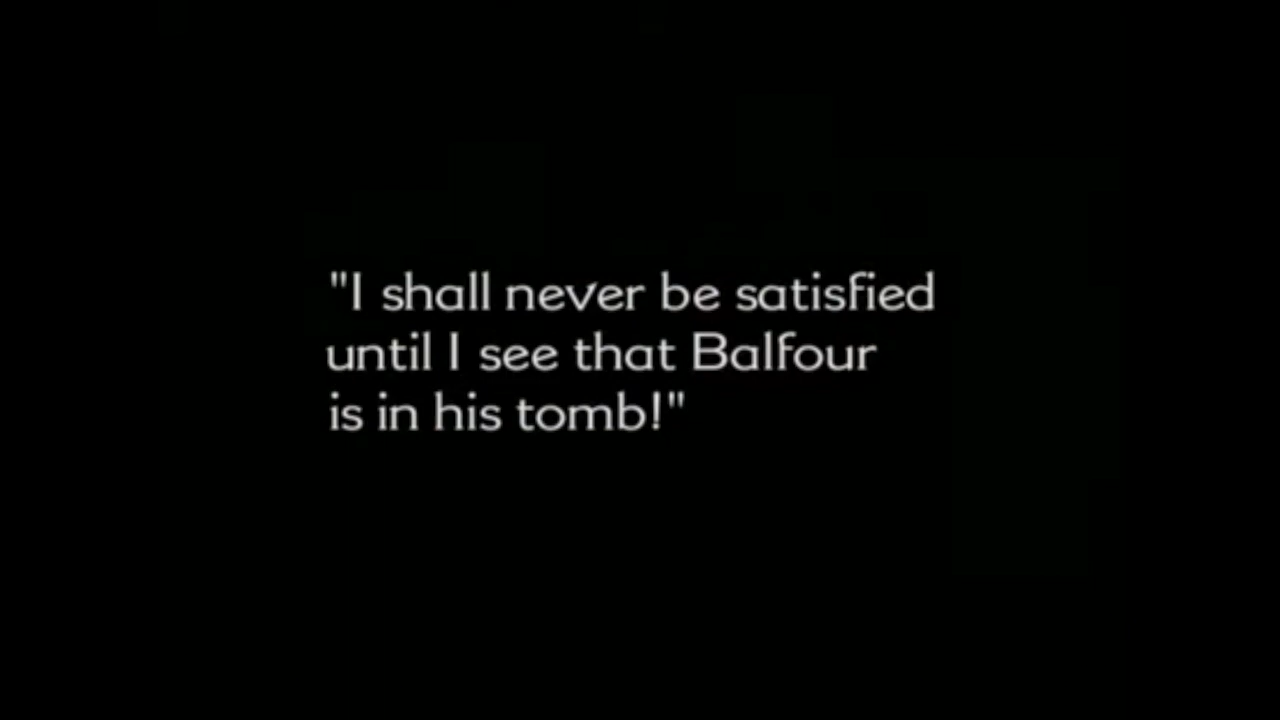 "I shall never be satisfied
until I see that Balfour
is in his tomb!"